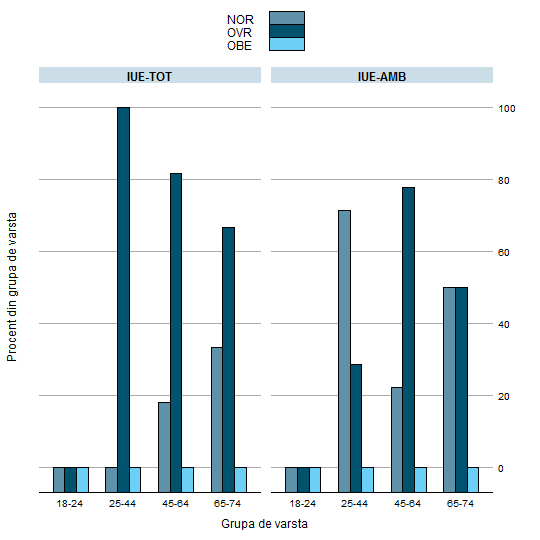 NOR
OVR
OBE
IUE-TOT IUE-AMB
100
80
60
40
20
0
Procent din grupa de varsta
18-24 25-44 45-64 65-74 18-24 25-44 45-64 65-74
Grupa de varsta